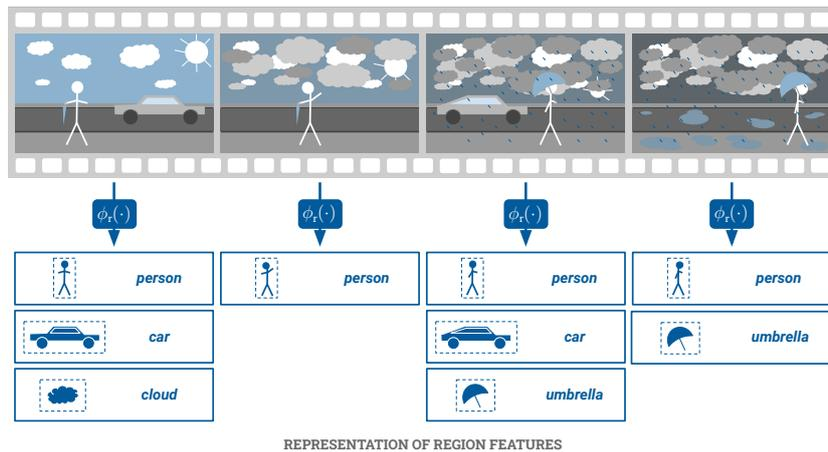 ϕr(·) ϕr(·) ϕr(·) ϕr(·)
person person person person
car car umbrella
cloud umbrella
REPRESENTATION OF REGION FEATURES